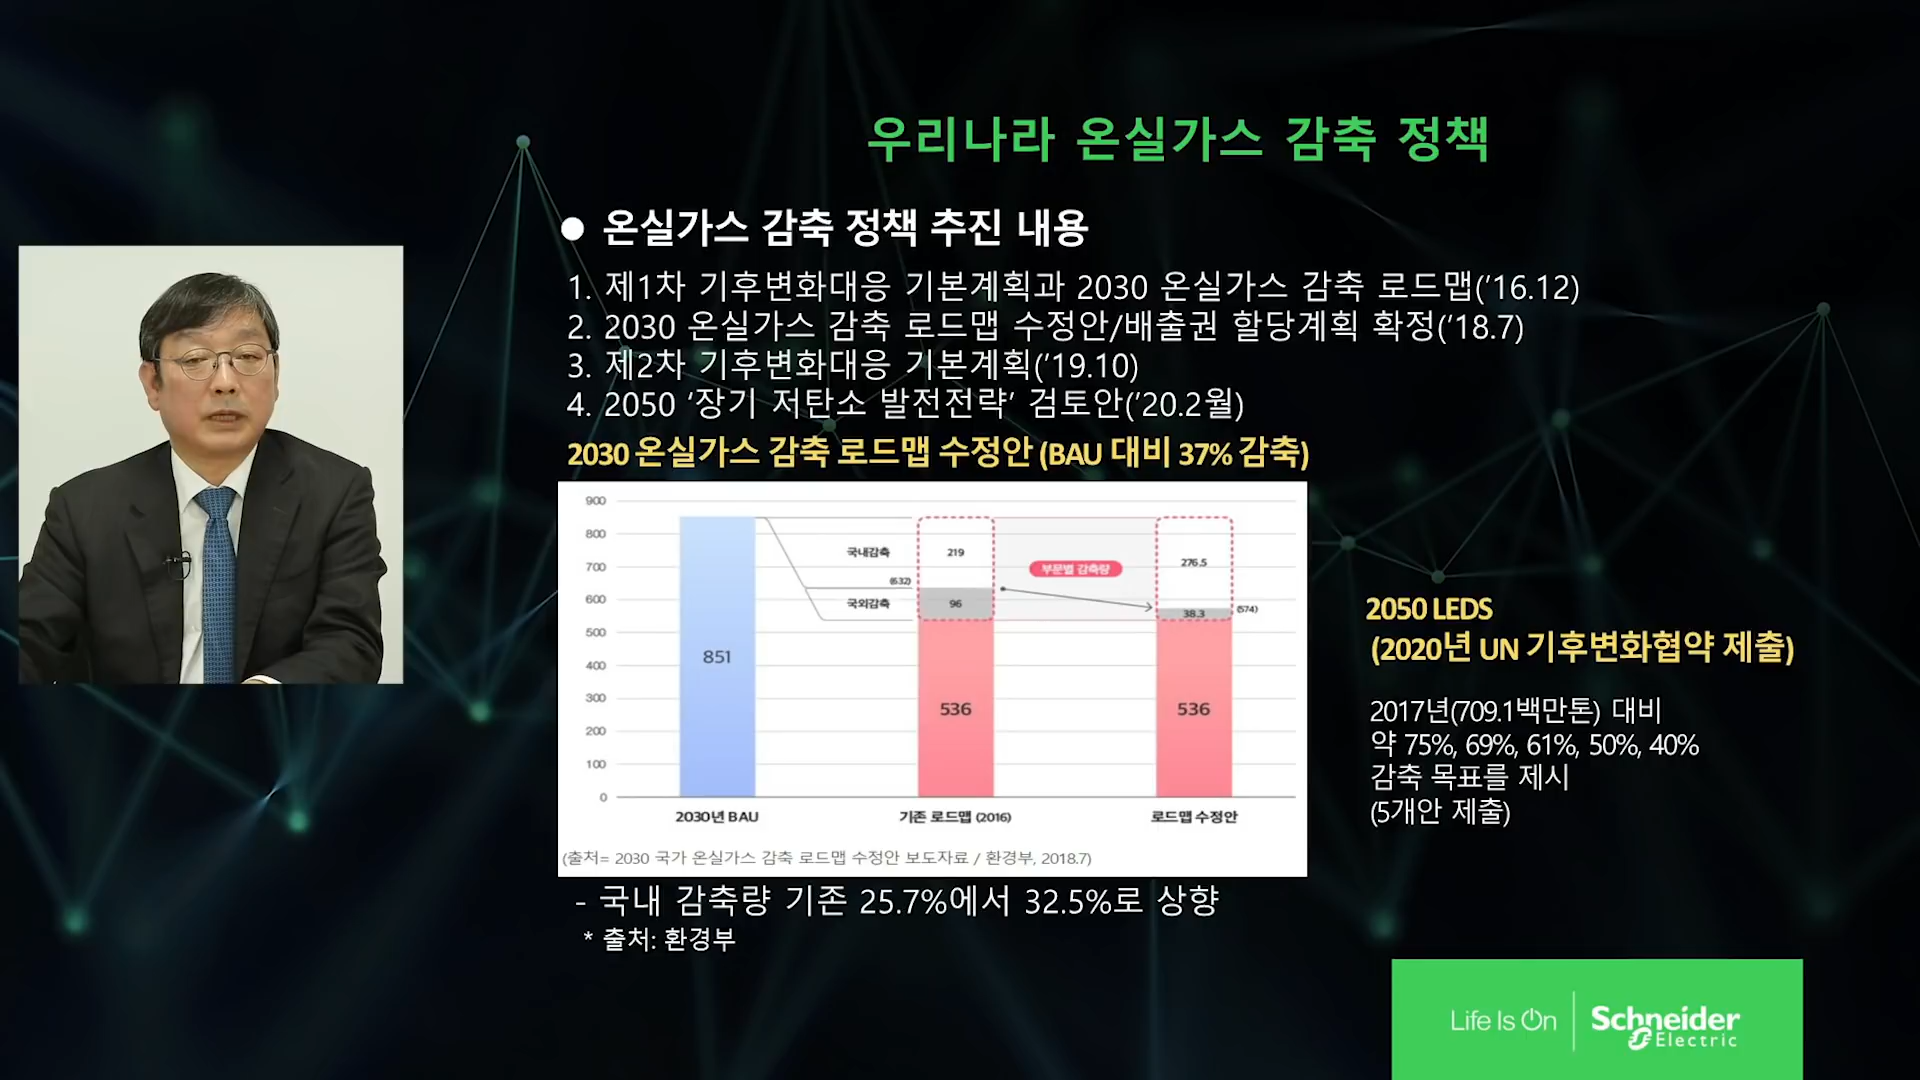 우리나라 온실가스 감축 정책
● 온실가스 감축 정책 추진 내용
1. 제1차 기후변화대응 기본계획과 2030 온실가스 감축 로드맵(’16.12)
2. 2030 온실가스 감축 로드맵 수정안/배출권 할당계획 확정(’18.7)
3. 제2차 기후변화대응 기본계획(’19.10)
4. 2050 ‘장기 저탄소 발전전략’ 검토안(’20.2월)
2030 온실가스 감축 로드맵 수정안 (BAU 대비 37% 감축)
900
800
700
600
500
400
300
200
100
0
851
국내감축
(632)
국외감축
219
96
536
부문별 감축량
276.5
38.3
(574)
536
2030년 BAU
기존 로드맵 (2016)
로드맵 수정안
(출처= 2030 국가 온실가스 감축 로드맵 수정안 보도자료 / 환경부, 2018.7)
- 국내 감축량 기존 25.7%에서 32.5%로 상향
* 출처: 환경부
2050 LEDS
(2020년 UN 기후변화협약 제출)
2017년(709.1백만톤) 대비
약 75%, 69%, 61%, 50%, 40%
감축 목표를 제시
(5개안 제출)
Life Is On
Schneider
Electric